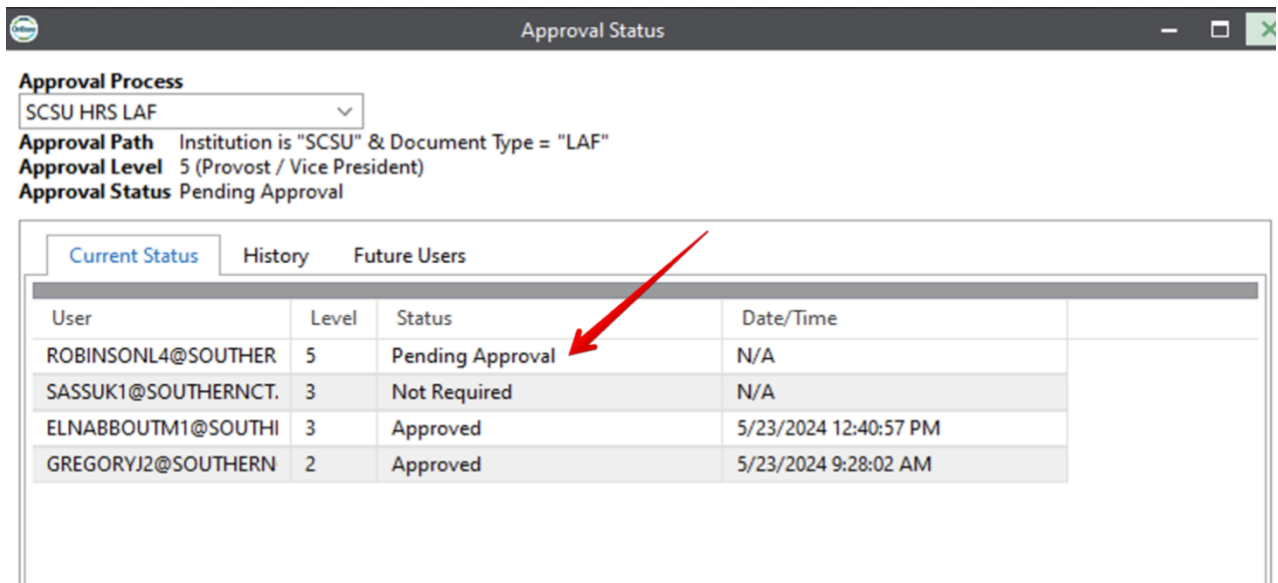 Approval Status
Approval Process
SCSU HRS LAF
Approval Path Institution is "SCSU" & Document Type = "LAF"
Approval Level 5 (Provost / Vice President)
Approval Status Pending Approval
Current Status History Future Users
User Level Status Date/Time
ROBINSONL4@SOUTHER 5 Pending Approval N/A
SASSUK1@SOUTHERNCT. 3 Not Required N/A
ELNABBOUTM1@SOUTHI 3 Approved 5/23/2024 12:40:57 PM
GREGORYJ2@SOUTHERN 2 Approved 5/23/2024 9:28:02 AM